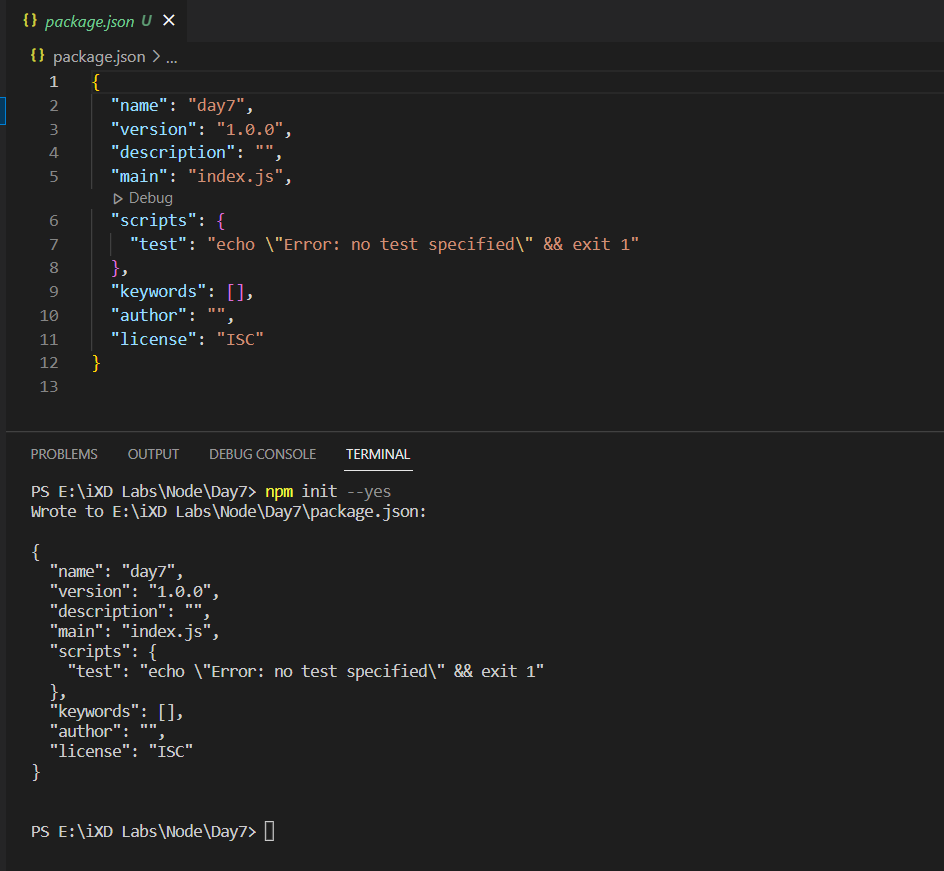 {} package.json U ×
{} package.json > ...
1 {
2 "name": "day7",
3 "version": "1.0.0",
4 "description": "",
5 "main": "index.js",
Debug
6 "scripts": {
7 "test": "echo \"Error: no test specified\" && exit 1"
8 },
9 "keywords": [],
10 "author": "",
11 "license": "ISC"
12 }
13
PROBLEMS OUTPUT DEBUG CONSOLE TERMINAL
PS E:\iXD Labs\Node\Day7> npm init --yes
Wrote to E:\iXD Labs\Node\Day7\package.json:
{
"name": "day7",
"version": "1.0.0",
"description": "",
"main": "index.js",
"scripts": {
"test": "echo \"Error: no test specified\" && exit 1"
},
"keywords": [],
"author": "",
"license": "ISC"
}
PS E:\iXD Labs\Node\Day7>